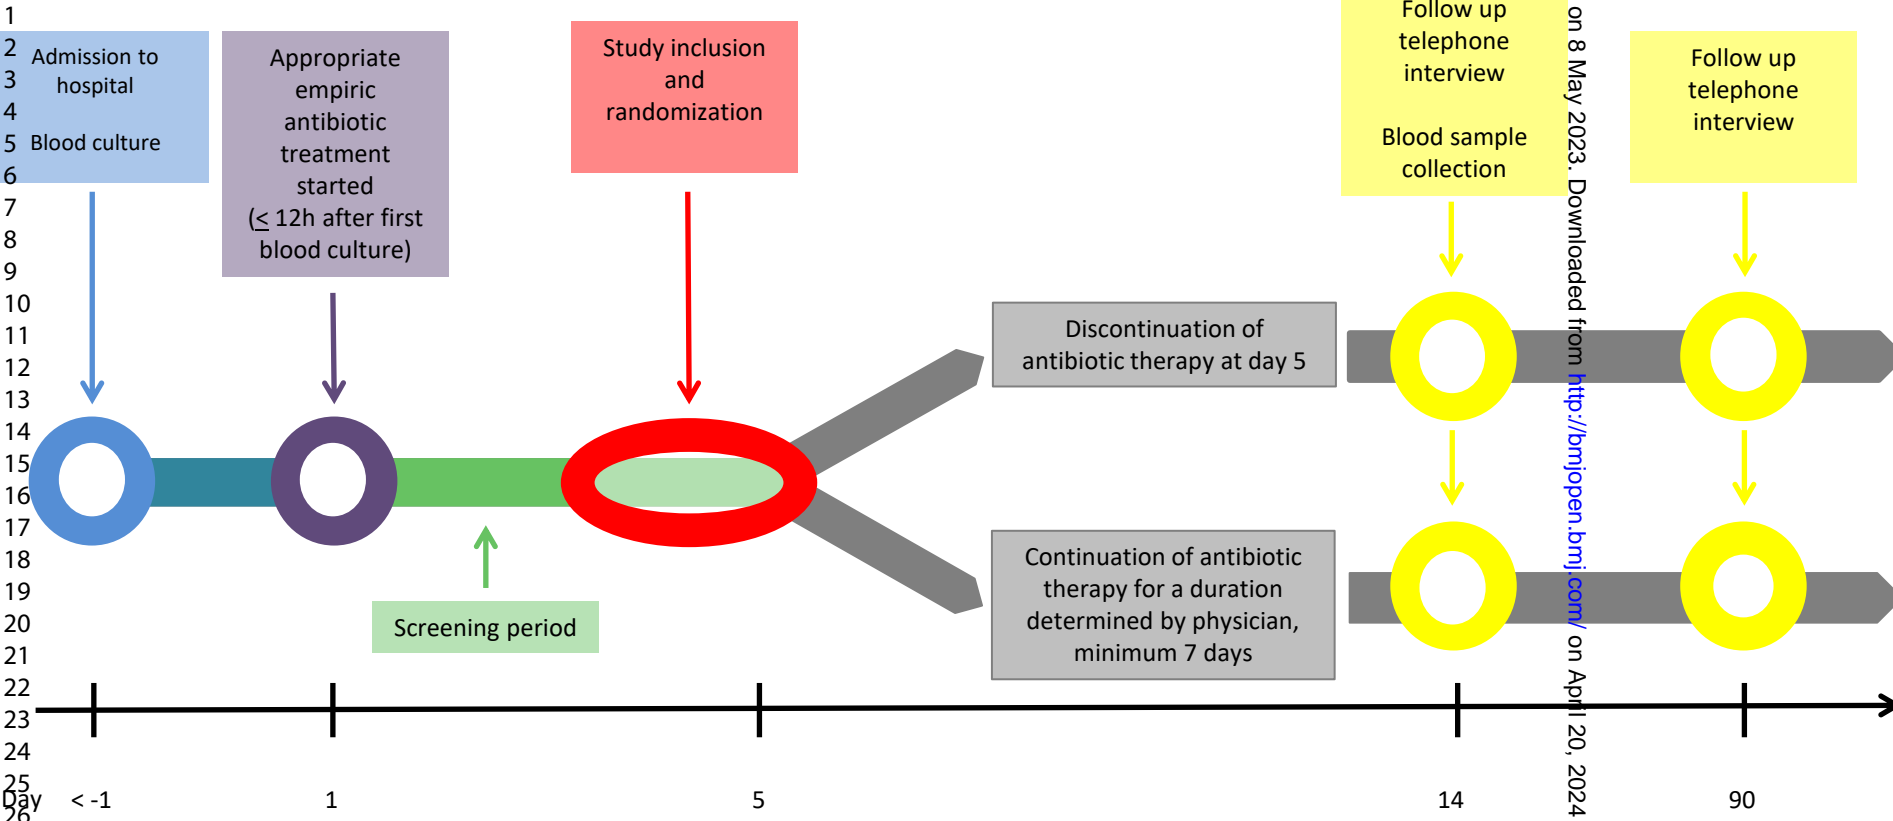 1
2
3
4
5
6
7
8
9
10
11
12
13
14
15
16
17
18
19
20
21
22
23
24
25
26
Admission to
hospital
Blood culture
Appropriate
empiric
antibiotic
treatment
started
(≤ 12h after first
blood culture)
Study inclusion
and
randomization
Follow up
telephone
interview
Blood sample
collection
Follow up
telephone
interview
Discontinuation of
antibiotic therapy at day 5
Continuation of antibiotic
therapy for a duration
determined by physician,
minimum 7 days
Screening period
Day < -1 1 5 14 90
on 8 May 2023. Downloaded from http://bmjopen.bmj.com/ on April 20, 2024